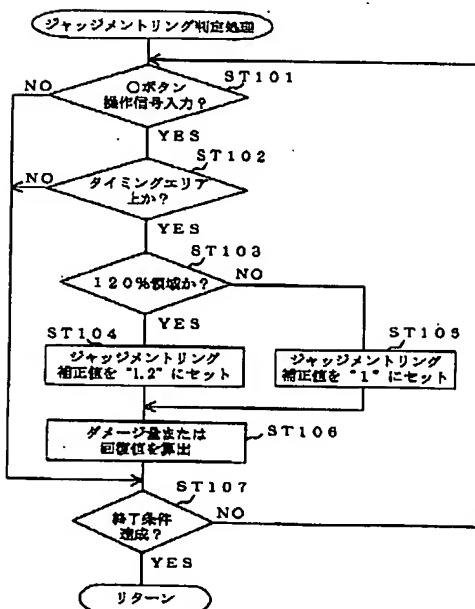 ジャッジメントリング判定処理
ST101
NO
○ボタン
操作信号入力?
YES
ST102
NO
タイミングエリア
上か?
YES
ST103
120%領域か?
NO
YES
ST104
ST105
ジャッジメントリング
補正値を"1.2"にセット
ジャッジメントリング
補正値を"1"にセット
ダメージ量または
回復値を算出
ST106
ST107
終了条件
達成?
NO
YES
リターン